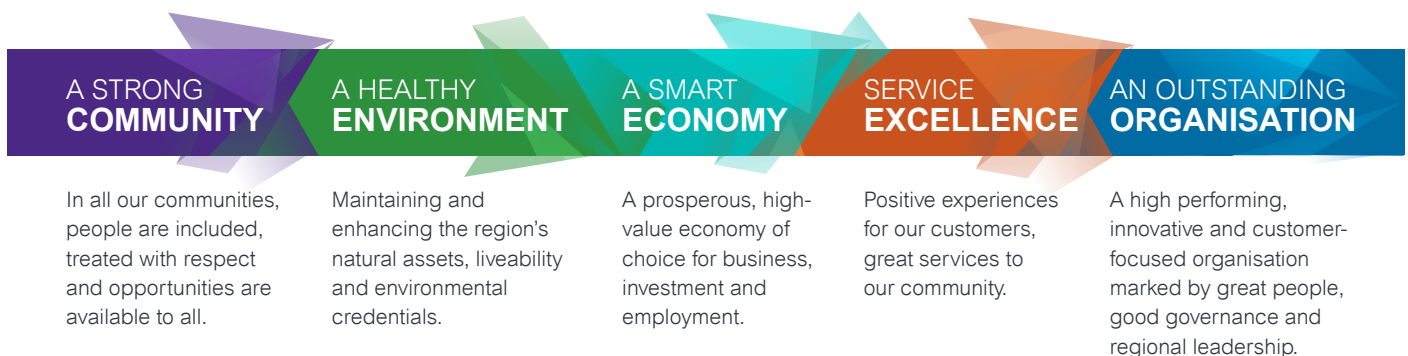 A STRONG
COMMUNITY
In all our communities,
people are included,
treated with respect
and opportunities are
available to all.
A HEALTHY
ENVIRONMENT
Maintaining and
enhancing the region’s
natural assets, liveability
and environmental
credentials.
A SMART
ECONOMY
A prosperous, high-
value economy of
choice for business,
investment and
employment.
SERVICE
EXCELLENCE
Positive experiences
for our customers,
great services to
our community.
AN OUTSTANDING
ORGANISATION
A high performing,
innovative and customer-
focused organisation
marked by great people,
good governance and
regional leadership.